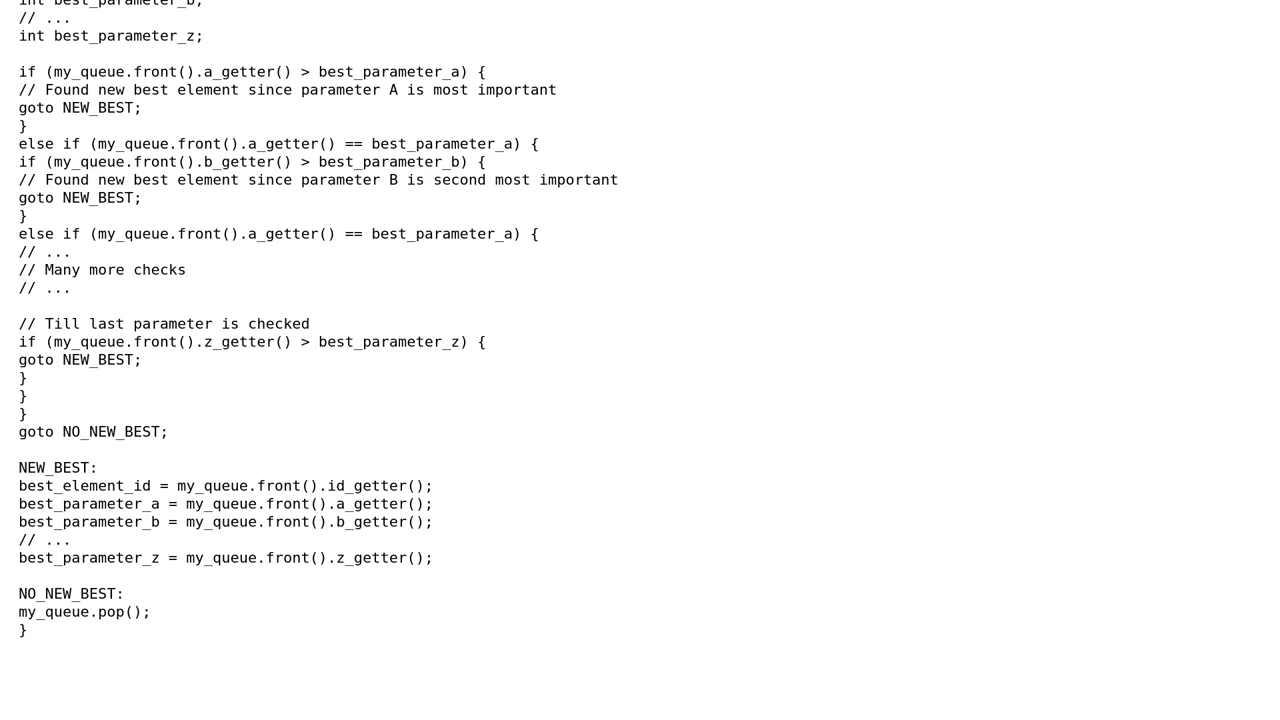 int best_parameter_b;
// ...
int best_parameter_z;
if (my_queue.front().a_getter() > best_parameter_a) {
// Found new best element since parameter A is most important
goto NEW_BEST;
}
else if (my_queue.front().a_getter() == best_parameter_a) {
if (my_queue.front().b_getter() > best_parameter_b) {
// Found new best element since parameter B is second most important
goto NEW_BEST;
}
else if (my_queue.front().a_getter() == best_parameter_a) {
// ...
// Many more checks
// ...
// Till last parameter is checked
if (my_queue.front().z_getter() > best_parameter_z) {
goto NEW_BEST;
}
}
}
goto NO_NEW_BEST;
NEW_BEST:
best_element_id = my_queue.front().id_getter();
best_parameter_a = my_queue.front().a_getter();
best_parameter_b = my_queue.front().b_getter();
// ...
best_parameter_z = my_queue.front().z_getter();
NO_NEW_BEST:
my_queue.pop();
}